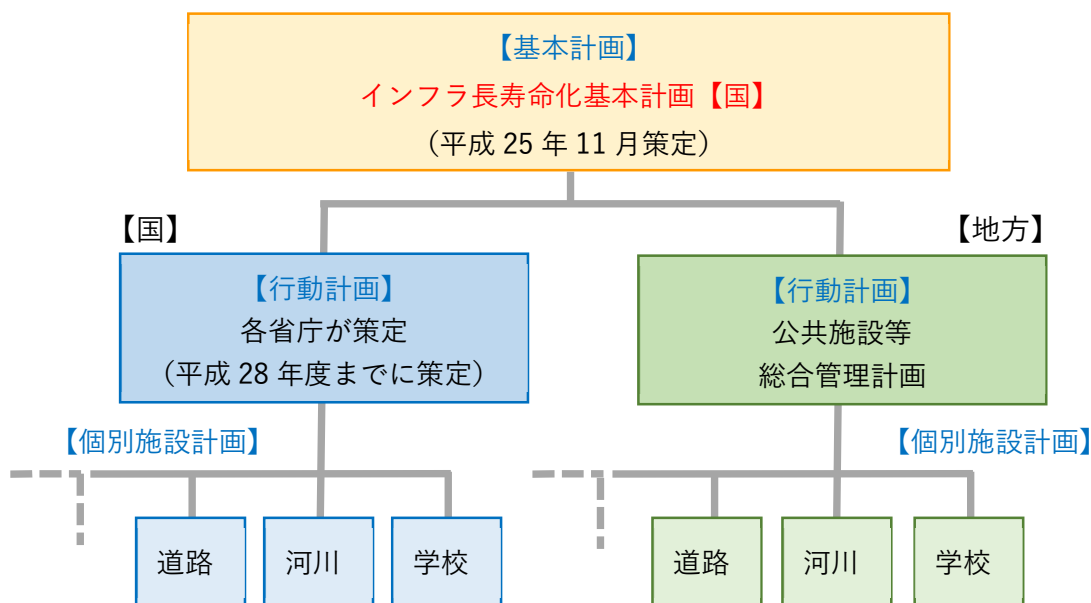 【基本計画】
インフラ長寿命化基本計画【国】
（平成 25 年 11 月策定）
【国】
【地方】
【行動計画】
各省庁が策定
（平成 28 年度までに策定）
【行動計画】
公共施設等
総合管理計画
【個別施設計画】
【個別施設計画】
道路
河川
学校
道路
河川
学校